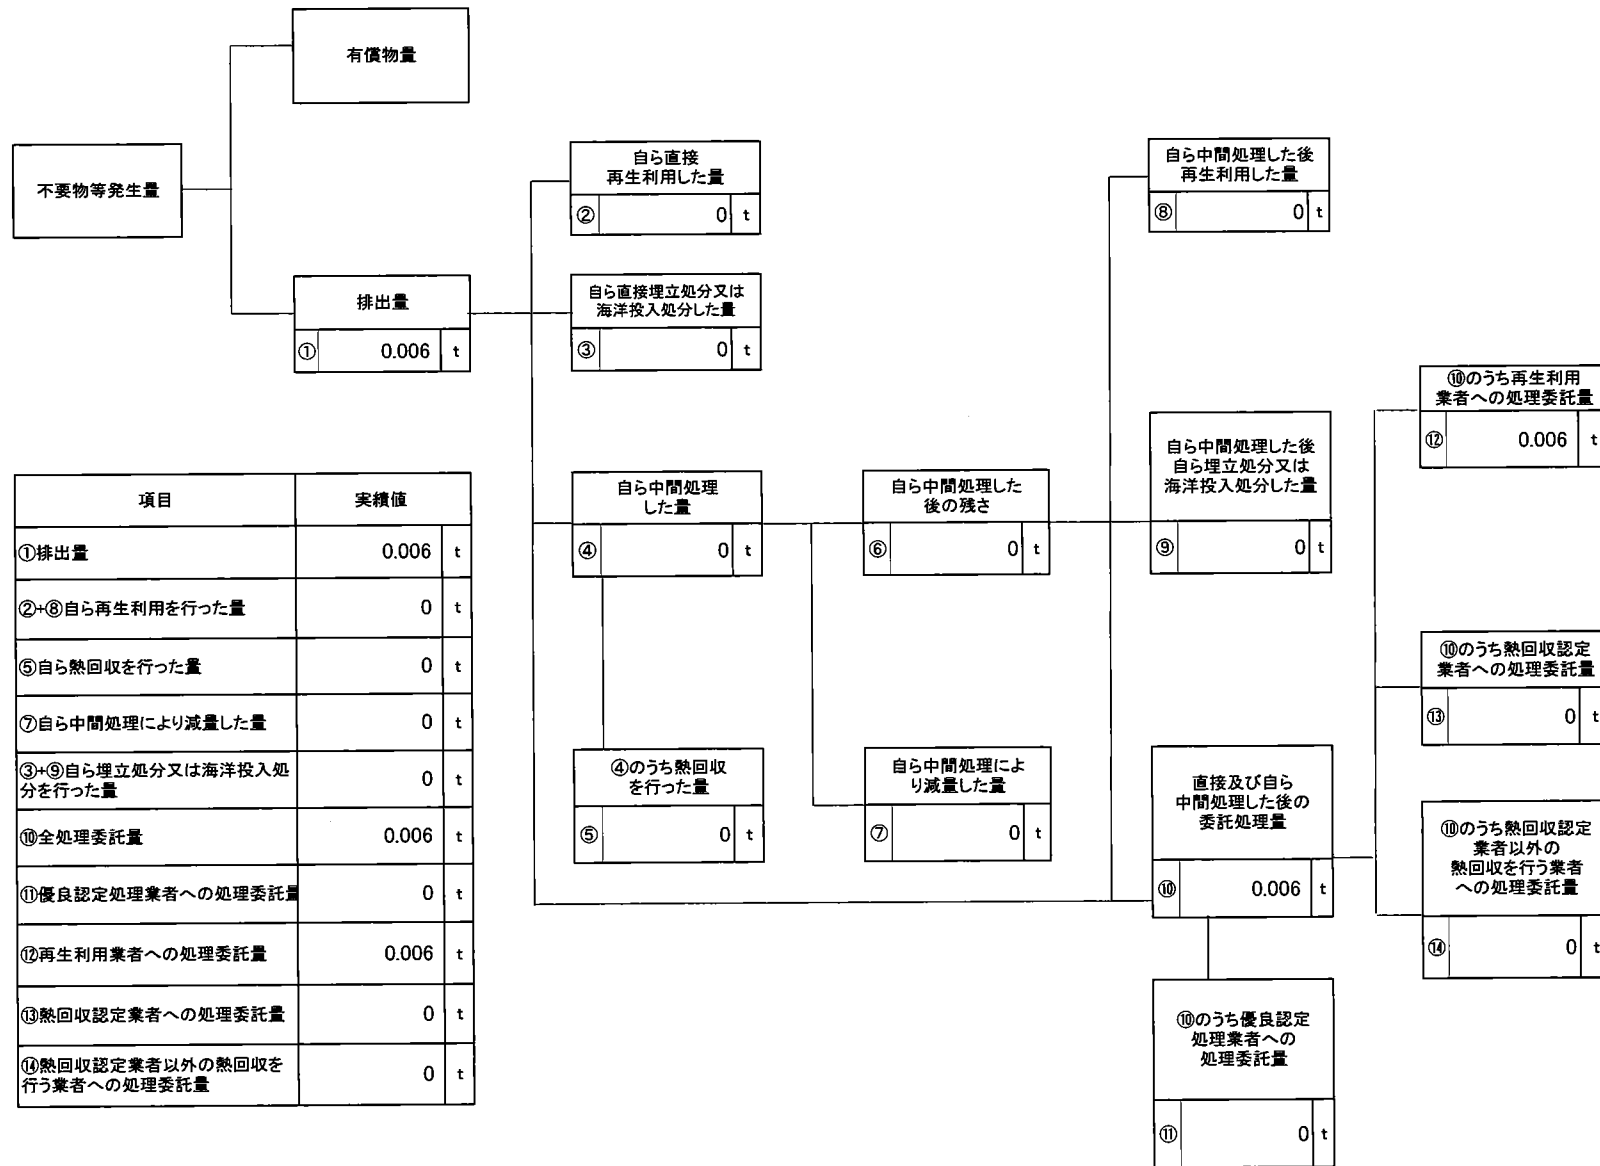 有償物量
不要物等発生量
排出量
① 0.006 t
自ら直接
再生利用した量
② 0 t
自ら直接埋立処分又は
海洋投入処分した量
③ 0 t
自ら中間処理
した量
④ 0 t
④のうち熱回収
を行った量
⑤ 0 t
自ら中間処理した
後の残さ
⑥ 0 t
自ら中間処理によ
り減量した量
⑦ 0 t
自ら中間処理した後
再生利用した量
⑧ 0 t
自ら中間処理した後
自ら埋立処分又は
海洋投入処分した量
⑨ 0 t
直接及び自ら
中間処理した後の
委託処理量
⑩ 0.006 t
⑩のうち優良認定
処理業者への
処理委託量
⑪ 0 t
⑩のうち再生利用
業者への処理委託量
⑫ 0.006 t
⑩のうち熱回収認定
業者への処理委託量
⑬ 0 t
⑩のうち熱回収認定
業者以外の
熱回収を行う業者
への処理委託量
⑭ 0 t
項目 実績値
①排出量 0.006 t
②+⑧自ら再生利用を行った量 0 t
⑤自ら熱回収を行った量 0 t
⑦自ら中間処理により減量した量 0 t
③+⑨自ら埋立処分又は海洋投入処
分を行った量 0 t
⑩全処理委託量 0.006 t
⑪優良認定処理業者への処理委託量 0 t
⑫再生利用業者への処理委託量 0.006 t
⑬熱回収認定業者への処理委託量 0 t
⑭熱回収認定業者以外の熱回収を
行う業者への処理委託量 0 t